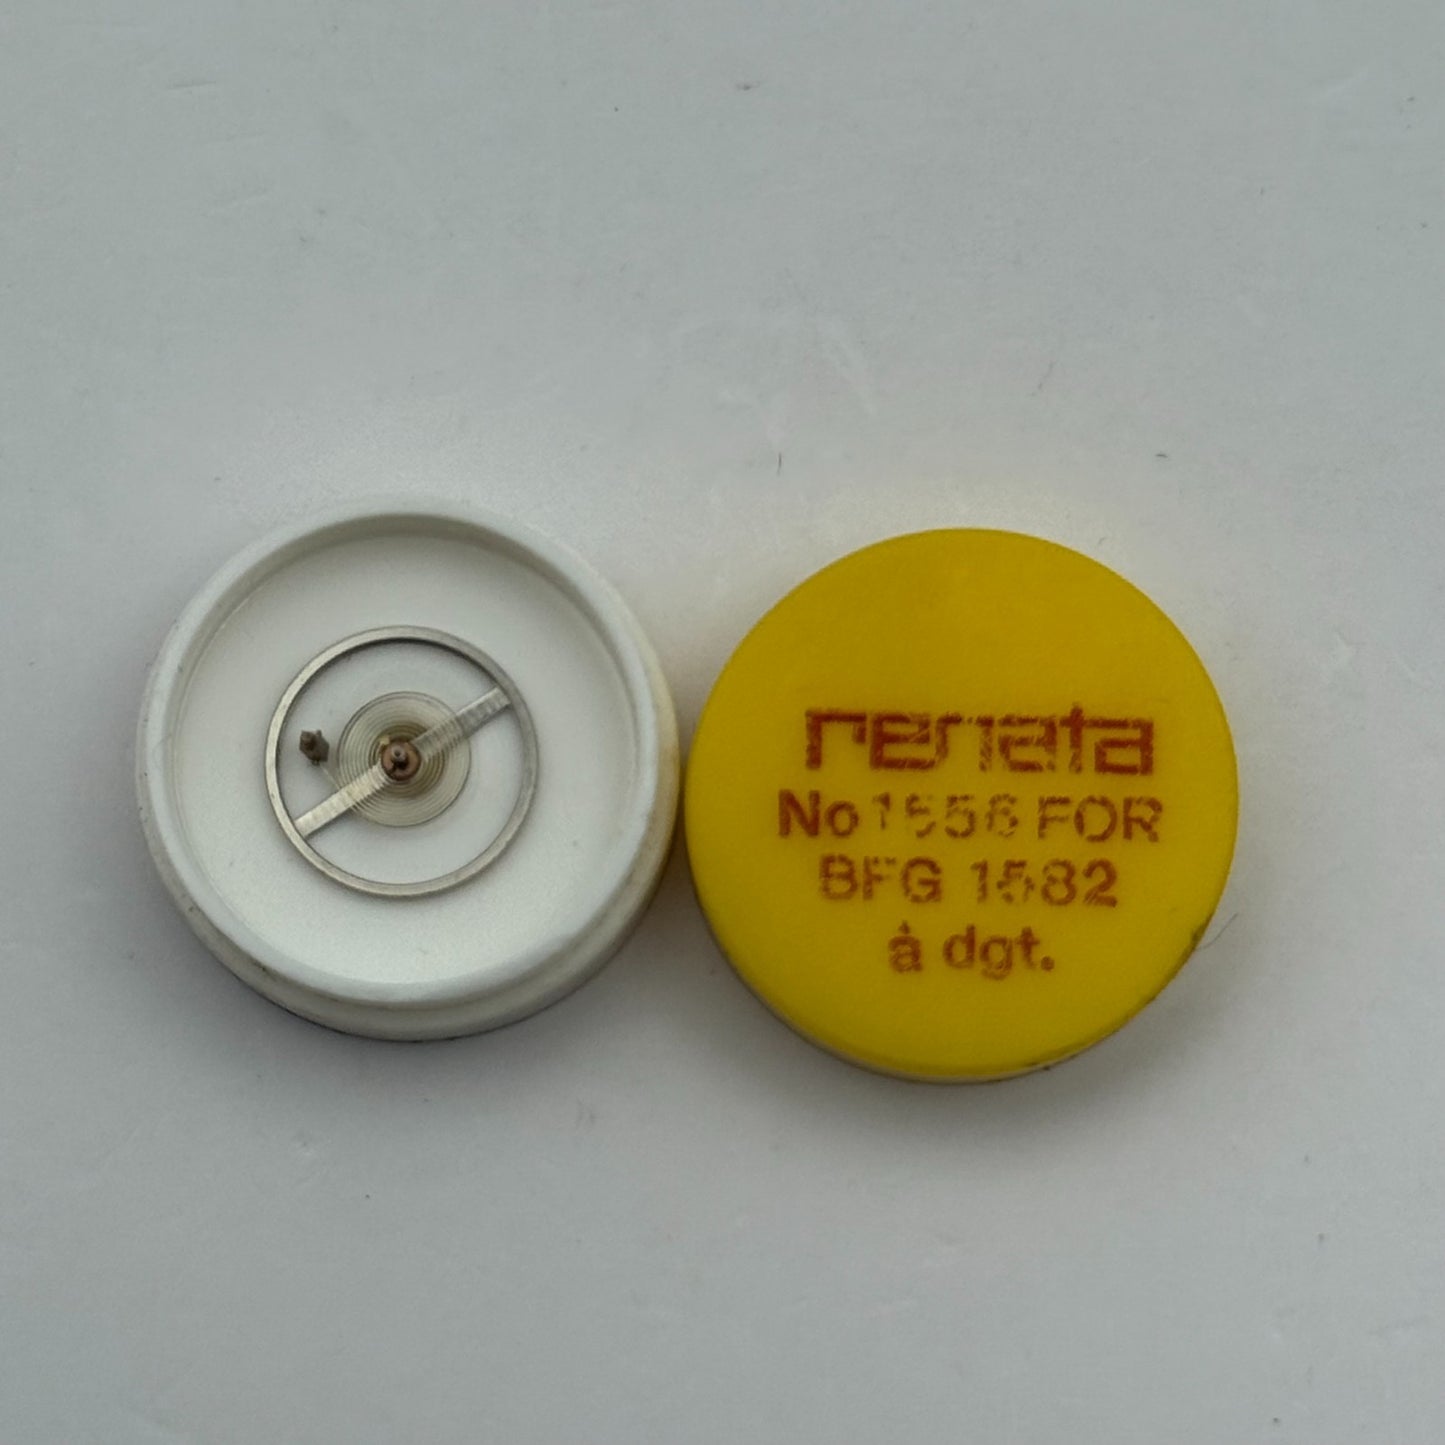 renata
No 1556 FOR
BFG 1582
à dgt.